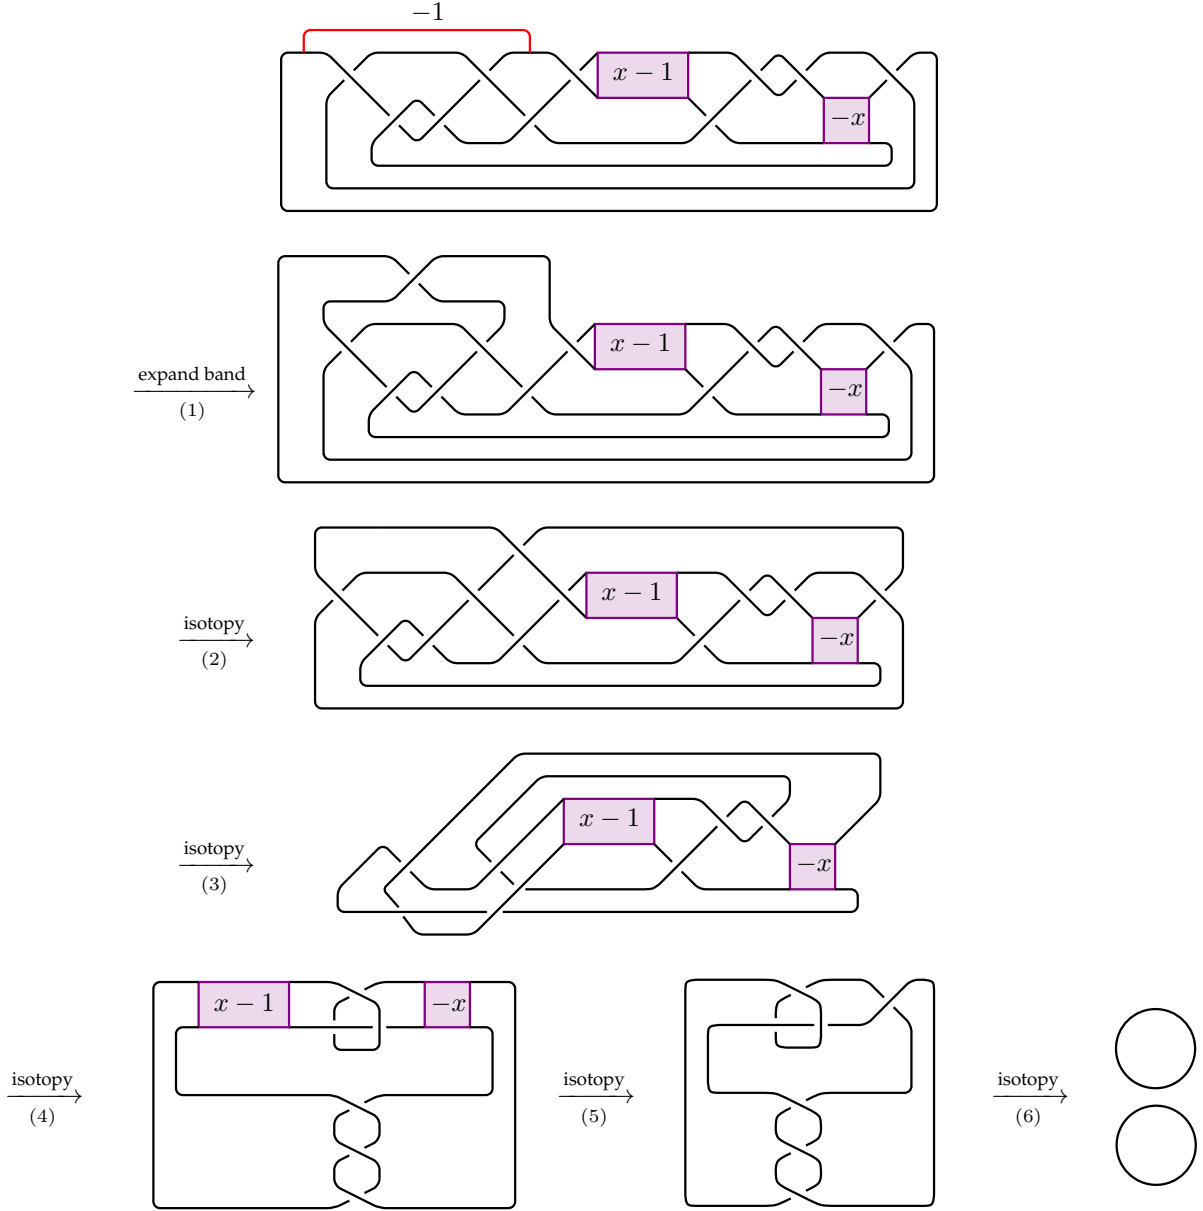 −1
x − 1
−x
expand band
(1)
x − 1
−x
isotopy
(2)
x − 1
−x
isotopy
(3)
x − 1
−x
isotopy
(4)
x − 1
−x
isotopy
(5)
isotopy
(6)